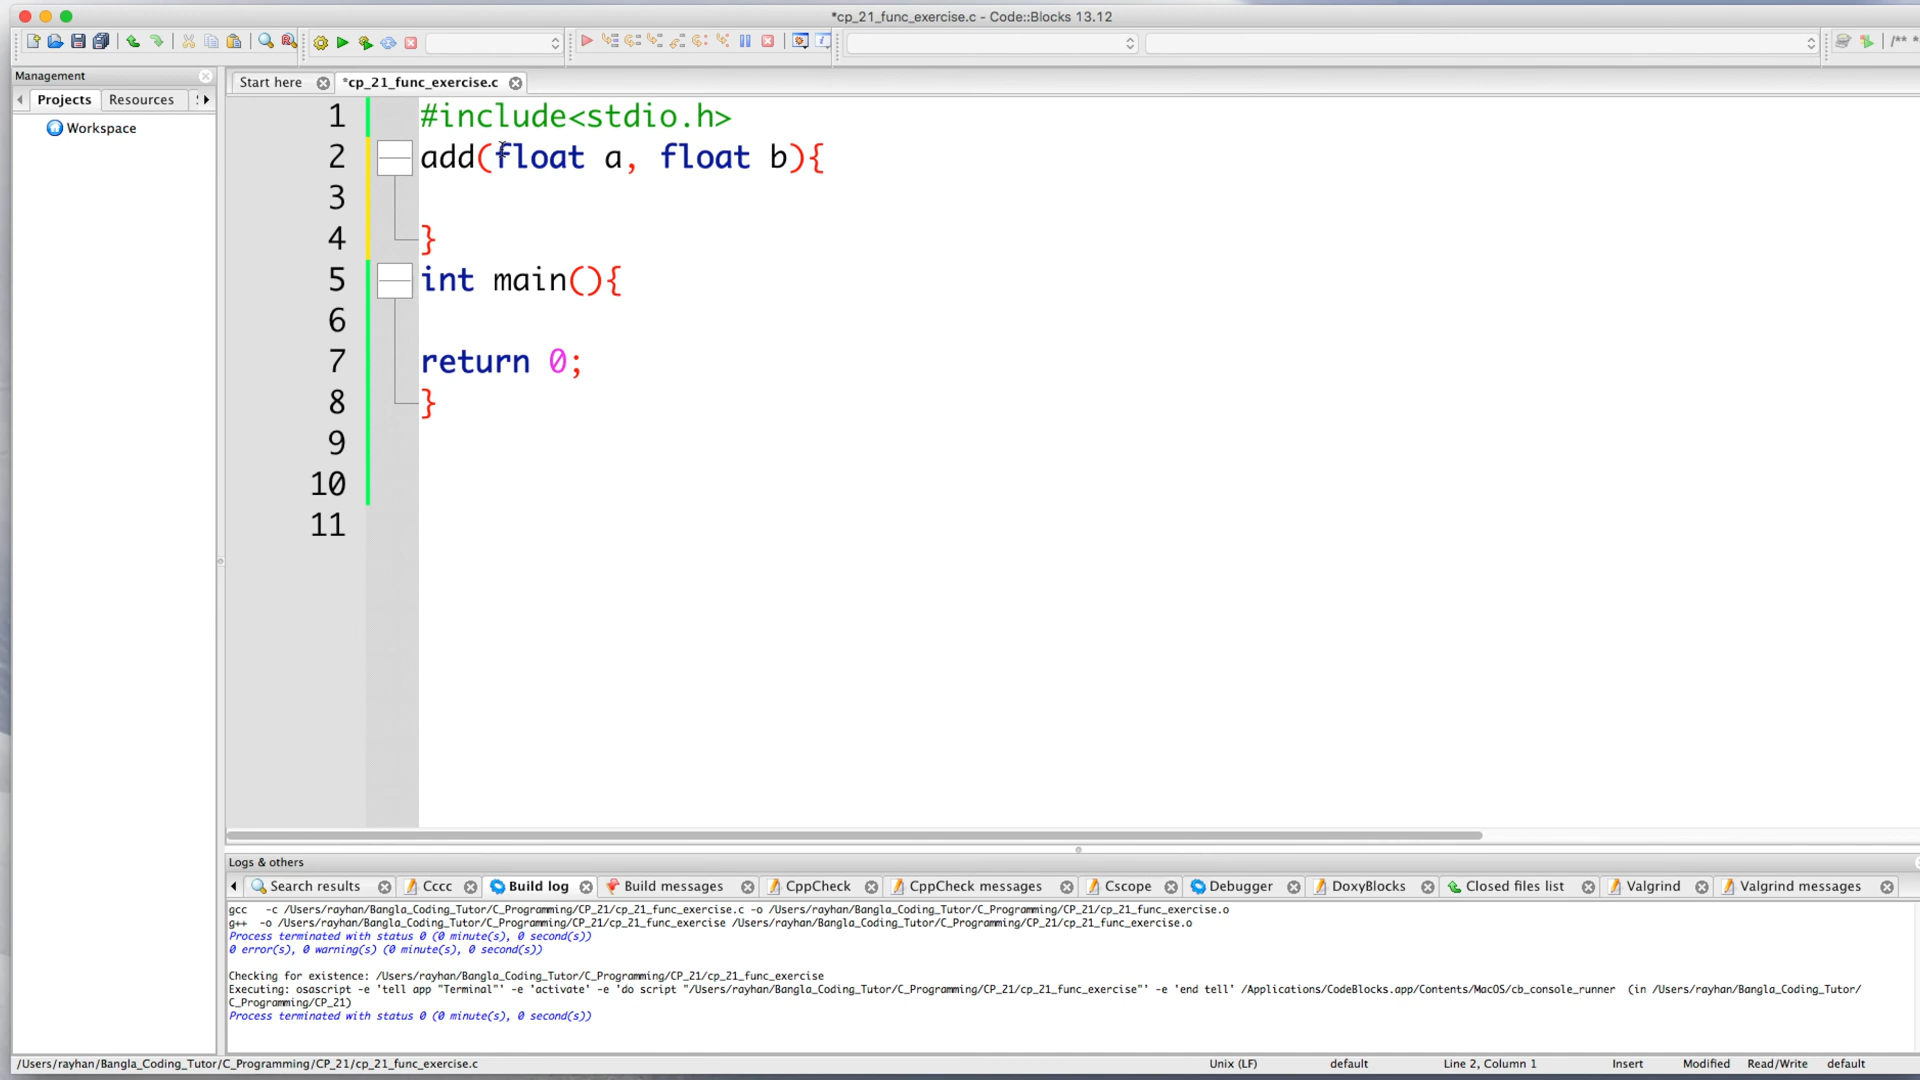 *cp_21_func_exercise.c - Code::Blocks 13.12
/** *
Management
Projects Resources
Workspace
Start here *cp_21_func_exercise.c
1 #include<stdio.h>
2 add(float a, float b){
3
4 }
5 int main(){
6
7 return 0;
8 }
9
10
11
Logs & others
Search results Cccc Build log Build messages CppCheck CppCheck messages Cscope Debugger DoxyBlocks Closed files list Valgrind Valgrind messages
gcc -c /Users/rayhan/Bangla_Coding_Tutor/C_Programming/CP_21/cp_21_func_exercise.c -o /Users/rayhan/Bangla_Coding_Tutor/C_Programming/CP_21/cp_21_func_exercise.o
g++ -o /Users/rayhan/Bangla_Coding_Tutor/C_Programming/CP_21/cp_21_func_exercise /Users/rayhan/Bangla_Coding_Tutor/C_Programming/CP_21/cp_21_func_exercise.o
Process terminated with status 0 (0 minute(s), 0 second(s))
0 error(s), 0 warning(s) (0 minute(s), 0 second(s))
Checking for existence: /Users/rayhan/Bangla_Coding_Tutor/C_Programming/CP_21/cp_21_func_exercise
Executing: osascript -e 'tell app "Terminal"' -e 'activate' -e 'do script "/Users/rayhan/Bangla_Coding_Tutor/C_Programming/CP_21/cp_21_func_exercise"' -e 'end tell' /Applications/CodeBlocks.app/Contents/MacOS/cb_console_runner (in /Users/rayhan/Bangla_Coding_Tutor/
C_Programming/CP_21)
Process terminated with status 0 (0 minute(s), 0 second(s))
/Users/rayhan/Bangla_Coding_Tutor/C_Programming/CP_21/cp_21_func_exercise.c Unix (LF) default Line 2, Column 1 Insert Modified Read/Write default